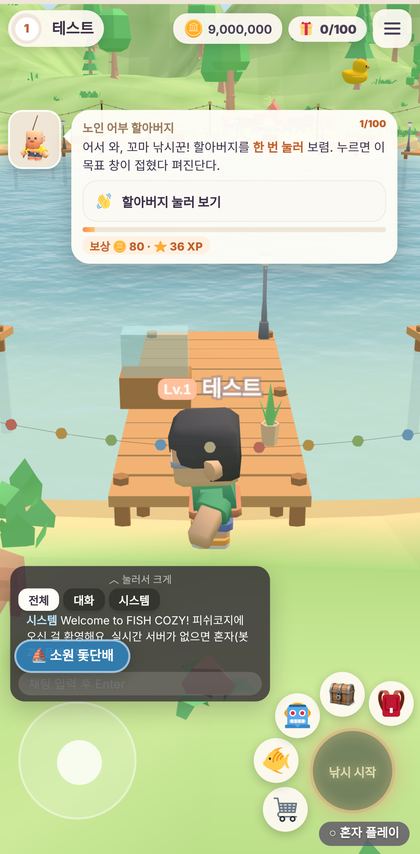 1 테스트 9,000,000 0/100
노인 어부 할아버지 1/100
어서 와, 꼬마 낚시꾼! 할아버지를 한 번 눌러 보렴. 누르면 이
목표 창이 접혔다 펴진단다.
할아버지 눌러 보기
보상 80 · 36 XP
Lv.1 테스트
눌러서 크게
전체 대화 시스템
시스템 Welcome to FISH COZY! 피쉬코지에
오신 걸 환영해요. 실시간 서버가 없으면 혼자(봇
소원 돛단배
채팅 입력 후 Enter
낚시 시작
혼자 플레이